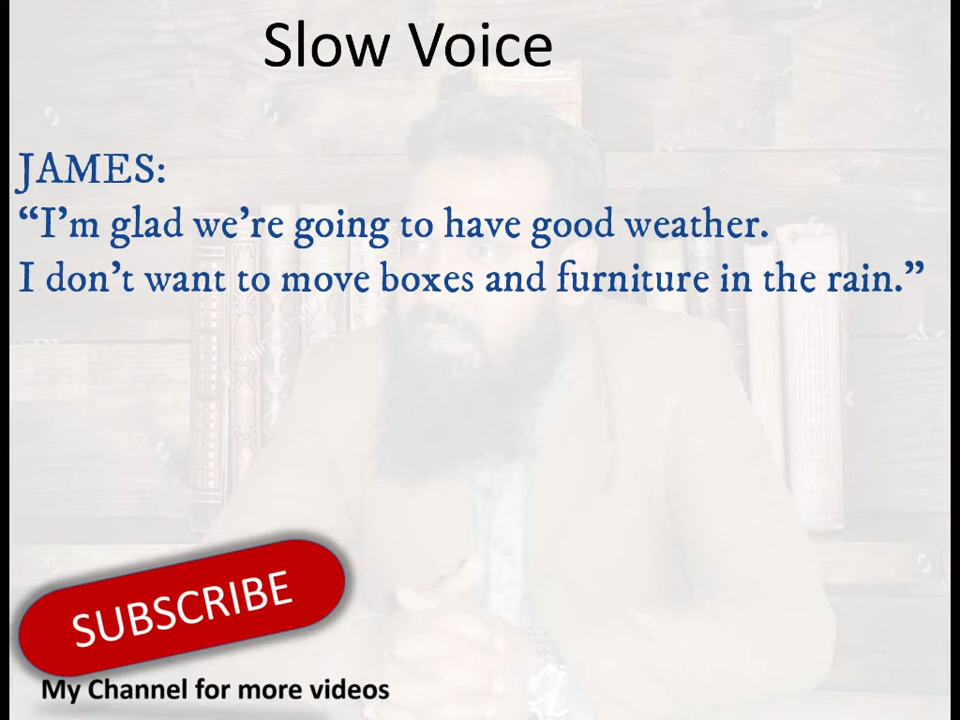 Slow Voice
JAMES:
“I’m glad we’re going to have good weather.
I don’t want to move boxes and furniture in the rain.”
SUBSCRIBE
My Channel for more videos